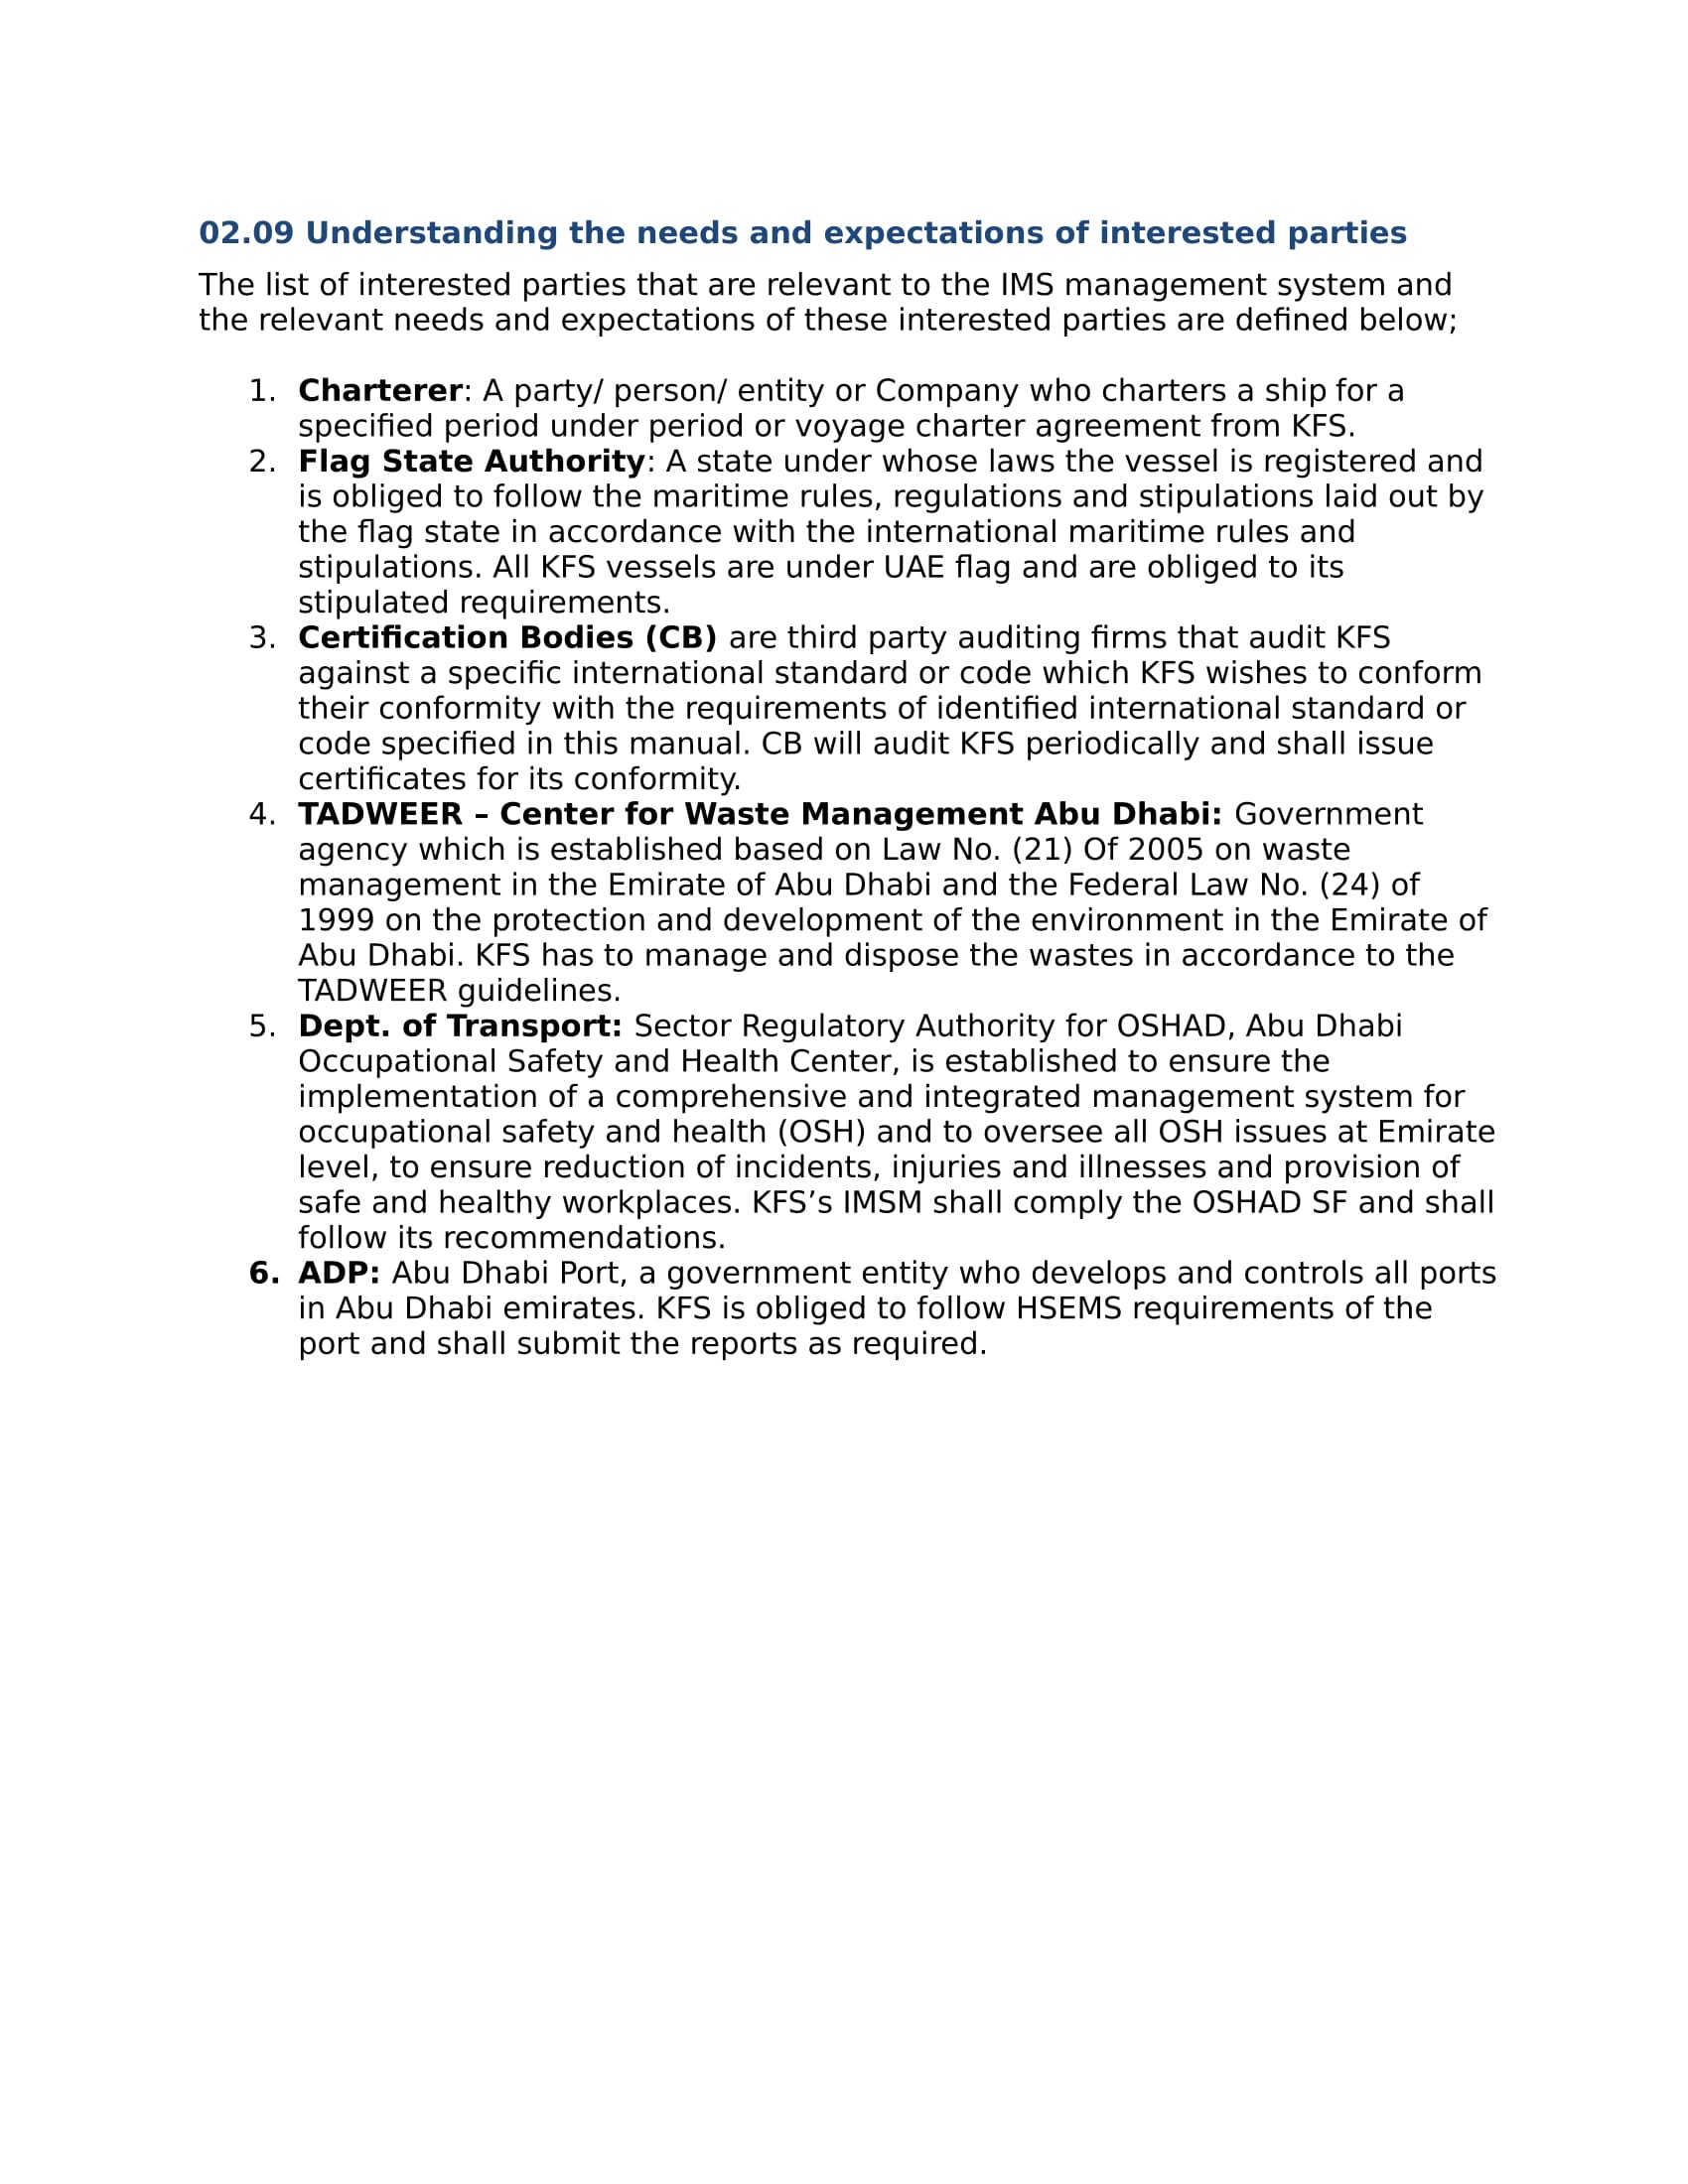 02.09 Understanding the needs and expectations of interested parties
The list of interested parties that are relevant to the IMS management system and
the relevant needs and expectations of these interested parties are defined below;
1. Charterer: A party/ person/ entity or Company who charters a ship for a
specified period under period or voyage charter agreement from KFS.
2. Flag State Authority: A state under whose laws the vessel is registered and
is obliged to follow the maritime rules, regulations and stipulations laid out by
the flag state in accordance with the international maritime rules and
stipulations. All KFS vessels are under UAE flag and are obliged to its
stipulated requirements.
3. Certification Bodies (CB) are third party auditing firms that audit KFS
against a specific international standard or code which KFS wishes to conform
their conformity with the requirements of identified international standard or
code specified in this manual. CB will audit KFS periodically and shall issue
certificates for its conformity.
4. TADWEER – Center for Waste Management Abu Dhabi: Government
agency which is established based on Law No. (21) Of 2005 on waste
management in the Emirate of Abu Dhabi and the Federal Law No. (24) of
1999 on the protection and development of the environment in the Emirate of
Abu Dhabi. KFS has to manage and dispose the wastes in accordance to the
TADWEER guidelines.
5. Dept. of Transport: Sector Regulatory Authority for OSHAD, Abu Dhabi
Occupational Safety and Health Center, is established to ensure the
implementation of a comprehensive and integrated management system for
occupational safety and health (OSH) and to oversee all OSH issues at Emirate
level, to ensure reduction of incidents, injuries and illnesses and provision of
safe and healthy workplaces. KFS’s IMSM shall comply the OSHAD SF and shall
follow its recommendations.
6. ADP: Abu Dhabi Port, a government entity who develops and controls all ports
in Abu Dhabi emirates. KFS is obliged to follow HSEMS requirements of the
port and shall submit the reports as required.